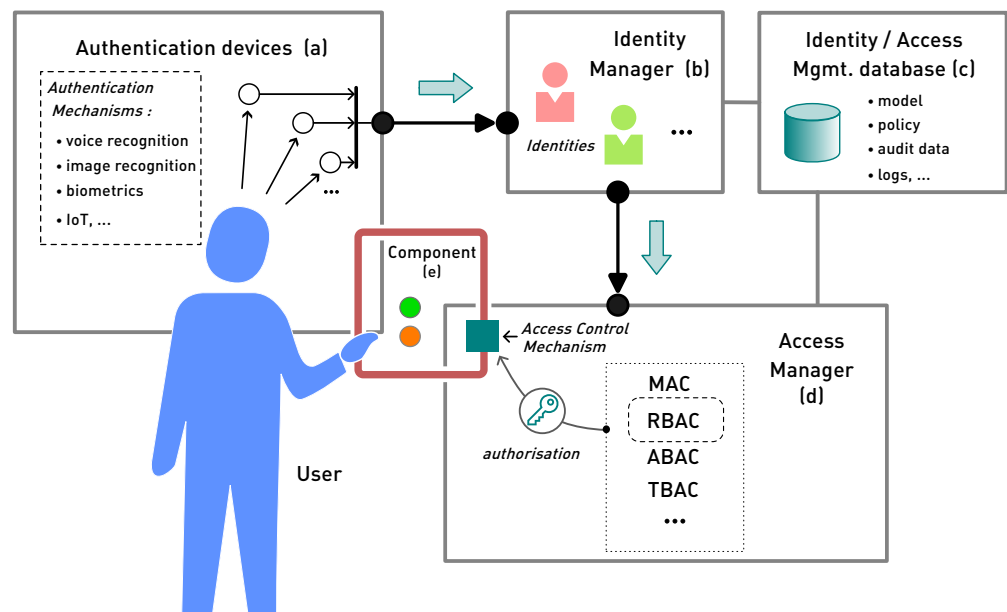 Authentication devices (a)
Authentication
Mechanisms :
• voice recognition
• image recognition
• biometrics
• IoT, ...
...
Identity
Manager (b)
Identities
...
Identity / Access
Mgmt. database (c)
• model
• policy
• audit data
• logs, ...
Component
(e)
Access Control
Mechanism
Access
Manager
(d)
MAC
RBAC
ABAC
TBAC
...
authorisation
User